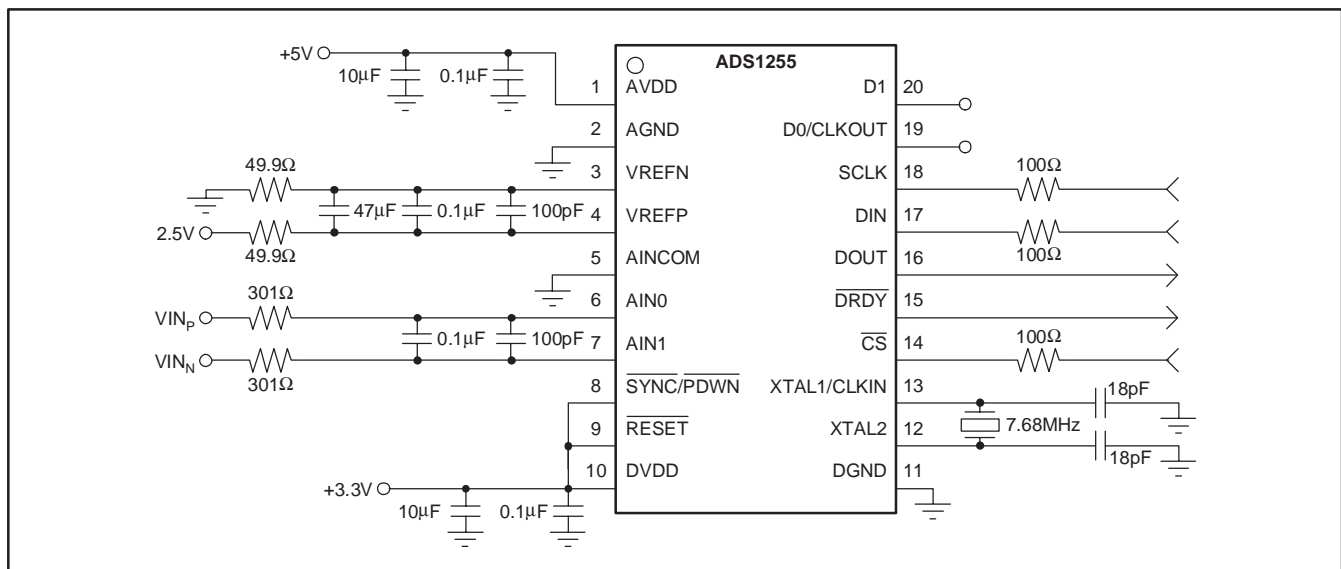 ADS1255
+5V
10μF
0.1μF
1
AVDD
D1
20
2
AGND
D0/CLKOUT
19
49.9Ω
3
VREFN
SCLK
18
100Ω
47μF
0.1μF
100pF
4
VREFP
DIN
17
2.5V
49.9Ω
100Ω
5
AINCOM
DOUT
16
301Ω
6
AIN0
DRDY
15
VINP
0.1μF
100pF
7
AIN1
CS
14
100Ω
VINN
301Ω
8
SYNC/PDWN
XTAL1/CLKIN
13
18pF
9
RESET
XTAL2
12
7.68MHz
18pF
10
DVDD
DGND
11
+3.3V
10μF
0.1μF